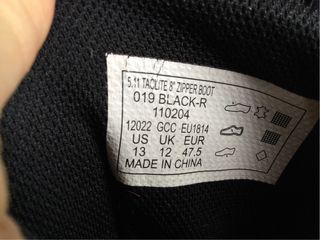 5.11 TACLITE 8" ZIPPER BOOT
019 BLACK-R
110204
12022 GCC EU1814
US UK EUR
13 12 47.5
MADE IN CHINA